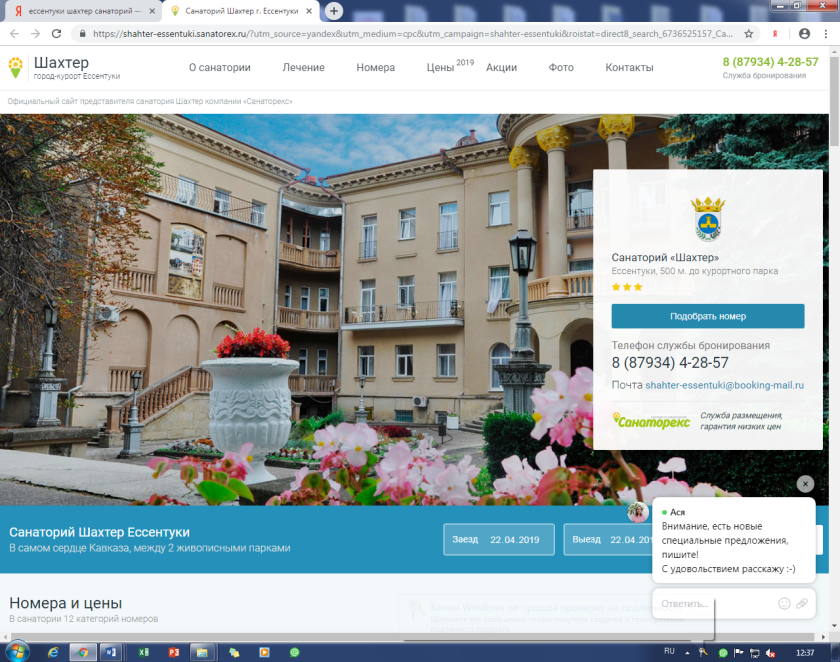 ессентуки шахтер санаторий —
Санаторий Шахтер г. Ессентуки
https://shahter-essentuki.sanatorex.ru/?utm_source=yandex&utm_medium=cpc&utm_campaign=shahter-essentuki&roistat=direct8_search_6736525157_Ca...
Шахтер
город-курорт Ессентуки
О санатории Лечение Номера Цены 2019 Акции Фото Контакты
8 (87934) 4-28-57
Служба бронирования
Официальный сайт представителя санатория Шахтер компании «Санаторекс»
Санаторий «Шахтер»
Ессентуки, 500 м. до курортного парка
Подобрать номер
Телефон службы бронирования
8 (87934) 4-28-57
Почта shahter-essentuki@booking-mail.ru
Санаторекс
Служба размещения,
гарантия низких цен
Санаторий Шахтер Ессентуки
В самом сердце Кавказа, между 2 живописными парками
Заезд 22.04.2019
Выезд 22.04.20
Ася
Внимание, есть новые
специальные предложения,
пишите!
С удовольствием расскажу :-)
Ответить...
Номера и цены
В санатории 12 категорий номеров
RU
12:37